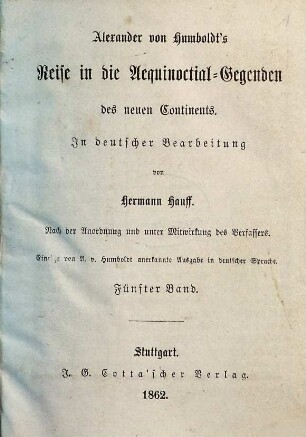 Alexander von Humboldt's
Reise in die Aequinoctial-Gegenden
des neuen Continents.
In deutscher Bearbeitung
von
Hermann Hauff.
Nach der Anordnung und unter Mitwirkung des Verfassers.
Einzige von A. v. Humboldt anerkannte Ausgabe in deutscher Sprache.
Fünfter Band.
Stuttgart.
J. G. Cotta'scher Verlag.
1862.